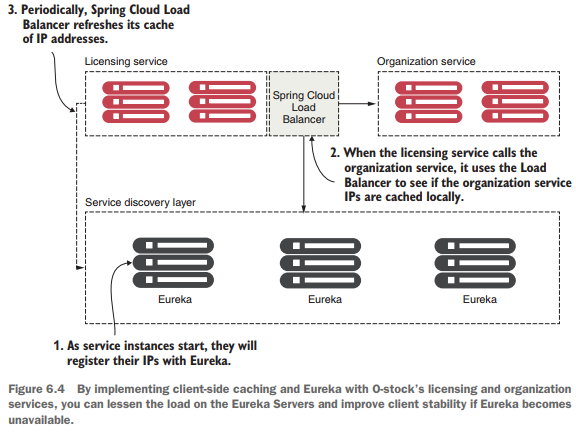 3. Periodically, Spring Cloud Load
Balancer refreshes its cache
of IP addresses.
Licensing service
Organization service
Spring Cloud
Load
Balancer
2. When the licensing service calls the
organization service, it uses the Load
Balancer to see if the organization service
IPs are cached locally.
Service discovery layer
Eureka
Eureka
Eureka
1. As service instances start, they will
register their IPs with Eureka.
Figure 6.4 By implementing client-side caching and Eureka with O-stock's licensing and organization
services, you can lessen the load on the Eureka Servers and improve client stability if Eureka becomes
unavailable.